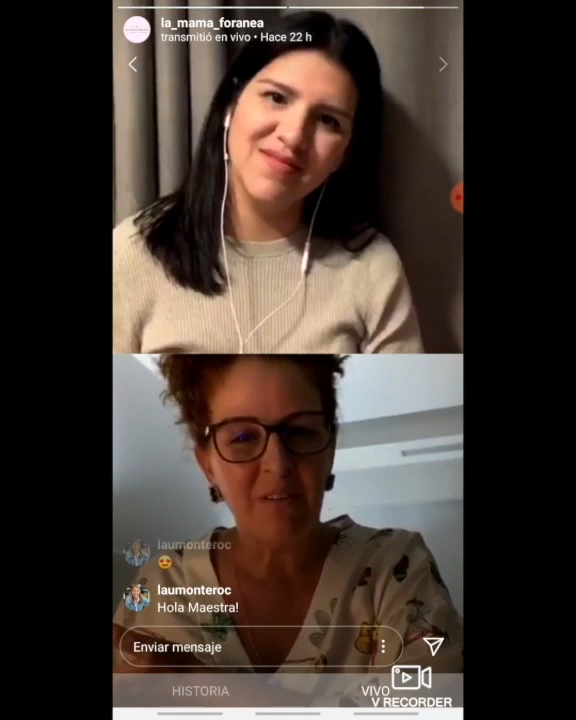 la_mama_foranea
transmitió en vivo • Hace 22 h
laumonteroc
laumonteroc
Hola Maestra!
Enviar mensaje
HISTORIA
VIVO
V RECORDER